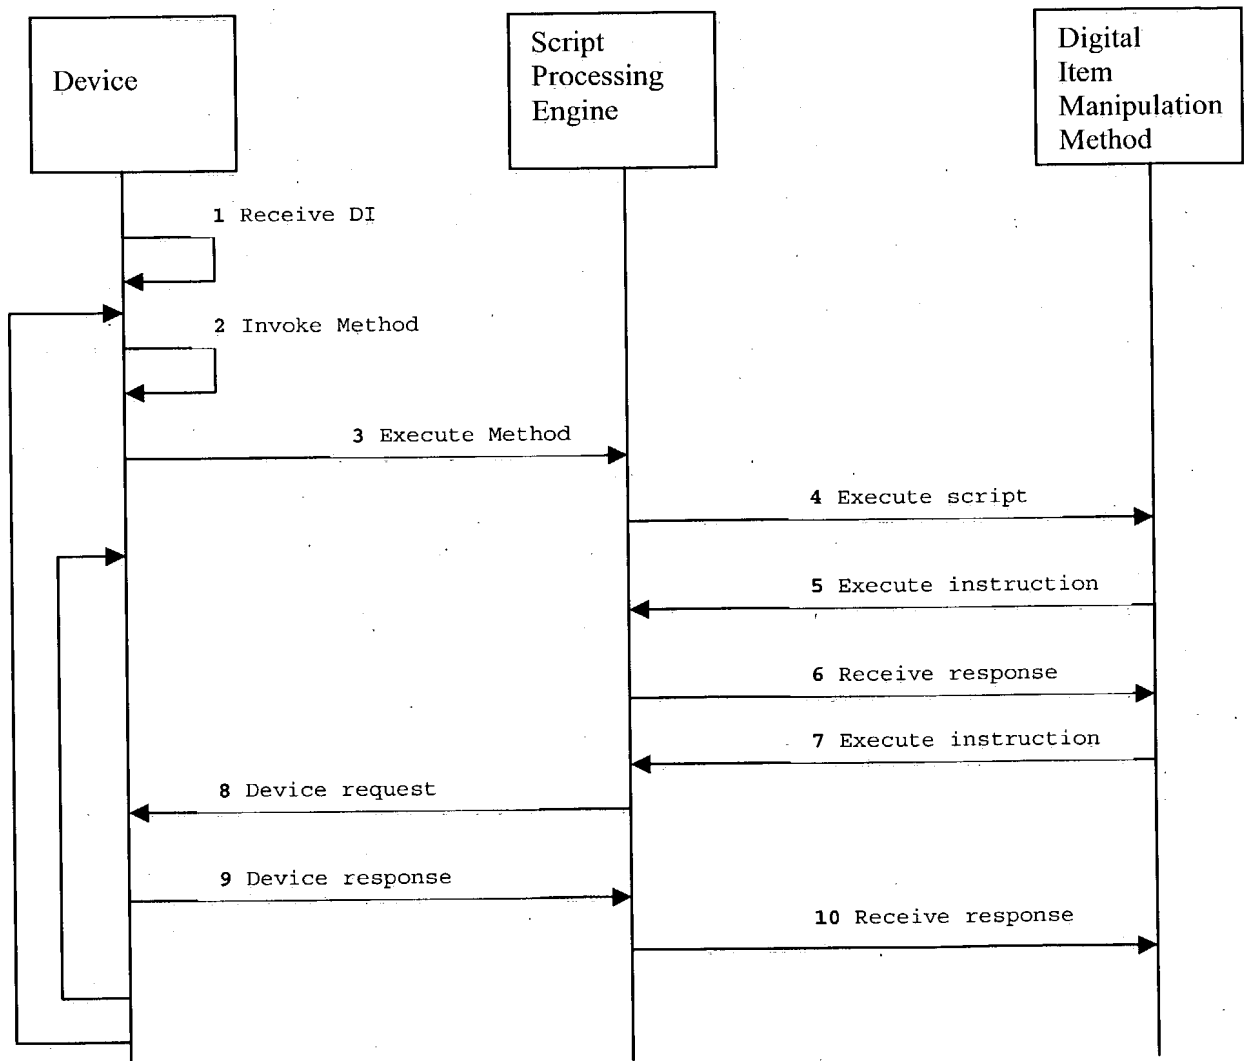 Device
Script
Processing
Engine
Digital
Item
Manipulation
Method
1 Receive DI
2 Invoke Method
3 Execute Method
4 Execute script
5 Execute instruction
6 Receive response
7 Execute instruction
8 Device request
9 Device response
10 Receive response